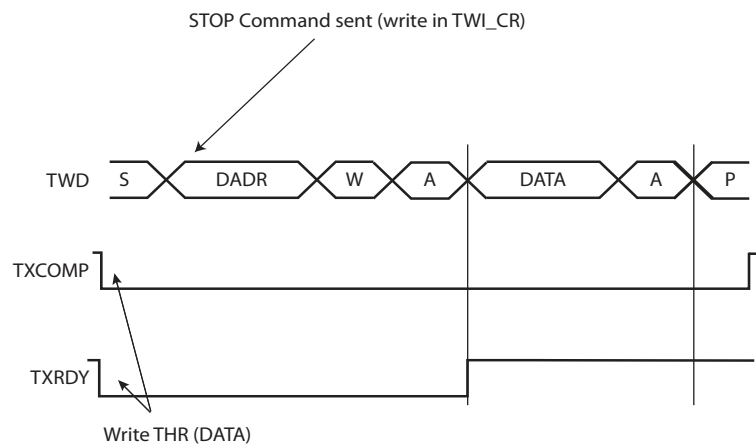 STOP Command sent (write in TWI_CR)
TWD S DADR W A DATA A P
TXCOMP
TXRDY
Write THR (DATA)